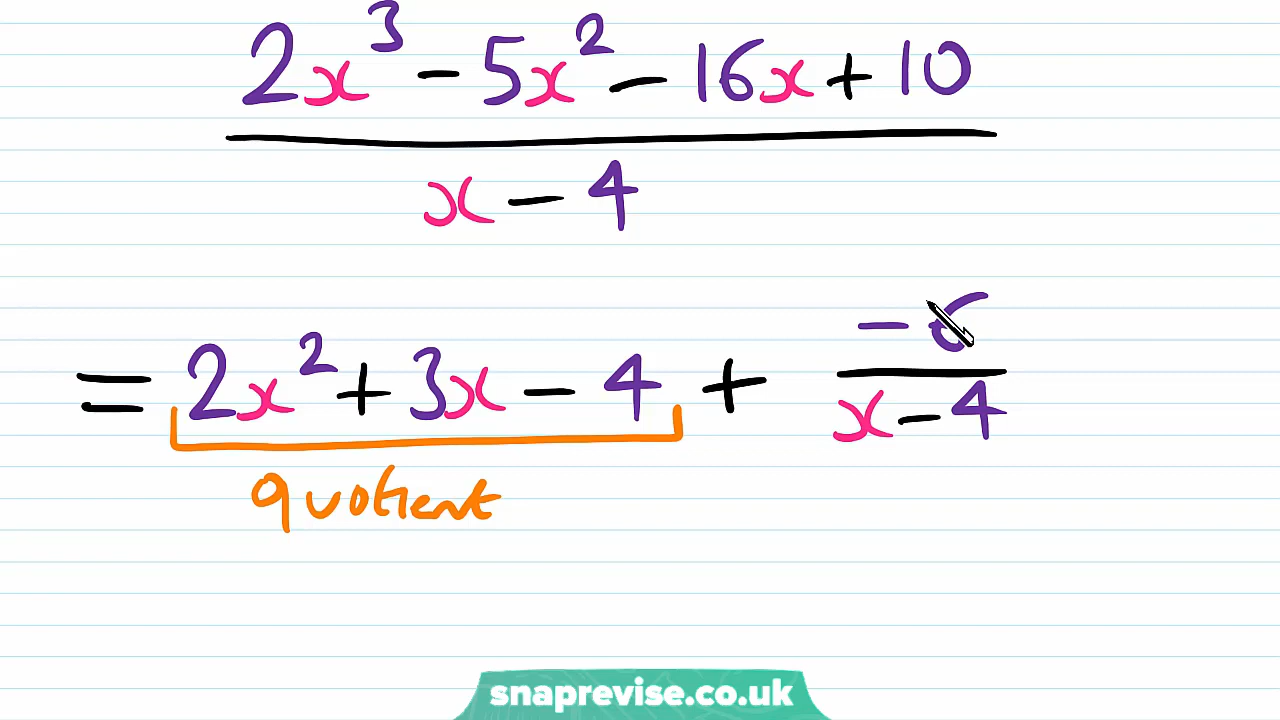 2x³ - 5x² - 16x + 10
x - 4
= 2x² + 3x - 4 + - 6
x - 4
quotient
snaprevise.co.uk